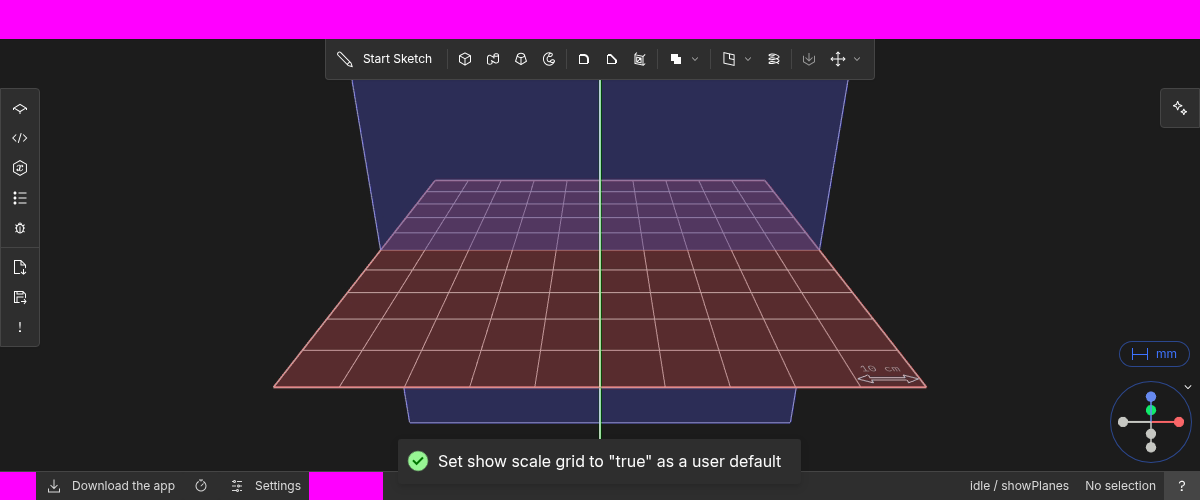 Start Sketch
10 cm
mm
Set show scale grid to "true" as a user default
Download the app
Settings
idle / showPlanes
No selection
?